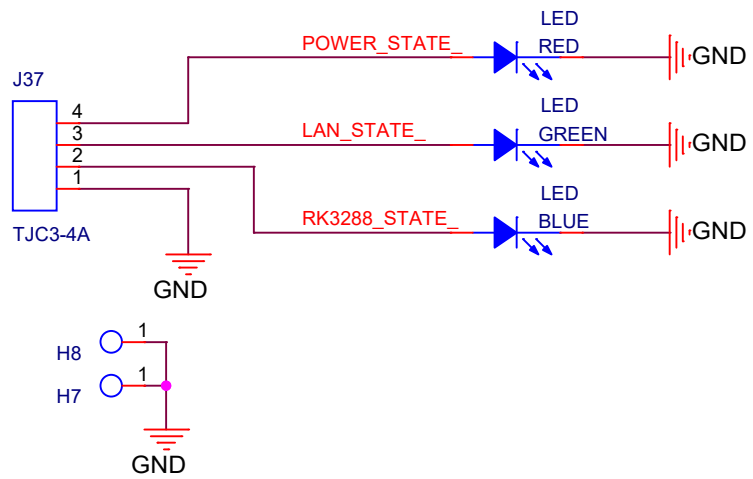 LED
POWER_STATE_
RED
GND
J37
4
LED
3
LAN_STATE_
GREEN
GND
2
1
LED
RK3288_STATE_
BLUE
GND
TJC3-4A
GND
H8
1
H7
1
GND